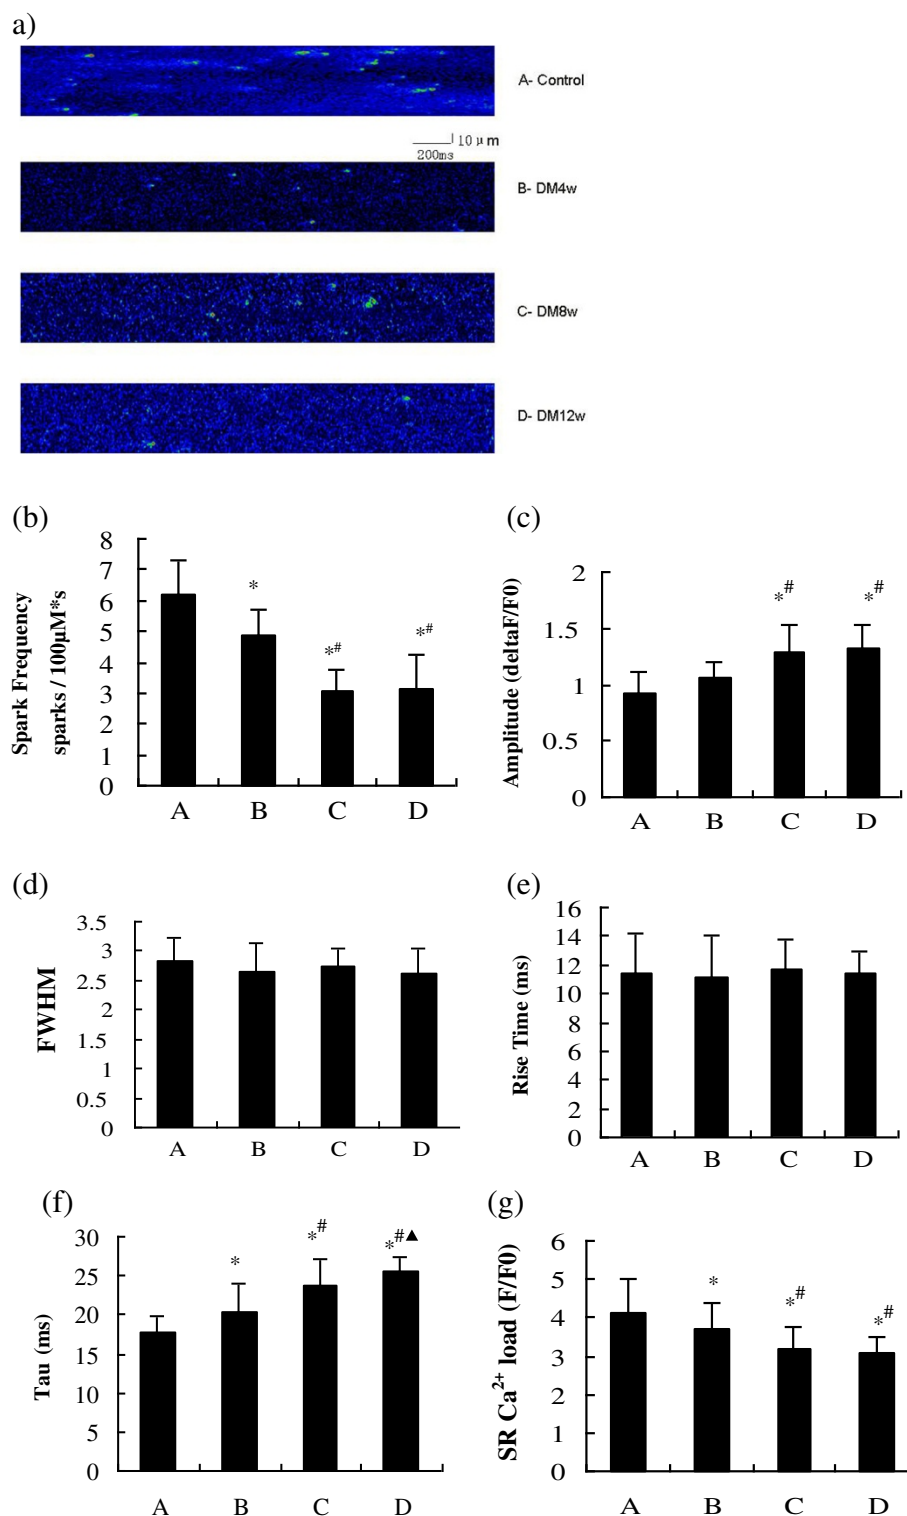 a)
A- Control
10 μm
200ms
B- DM4w
C- DM8w
D- DM12w
(b)
Spark Frequency
sparks / 100μM*s
8
7
6
5
4
3
2
1
0
*
*#
*#
A B C D
(c)
Amplitude (deltaF/F0)
2
1.5
1
0.5
0
*#
*#
A B C D
(d)
FWHM
3.5
3
2.5
2
1.5
1
0.5
0
A B C D
(e)
Rise Time (ms)
16
14
12
10
8
6
4
2
0
A B C D
(f)
Tau (ms)
30
25
20
15
10
5
0
*
*#
*#▲
A B C D
(g)
SR Ca²⁺ load (F/F0)
6
5
4
3
2
1
0
*
*#
*#
A B C D